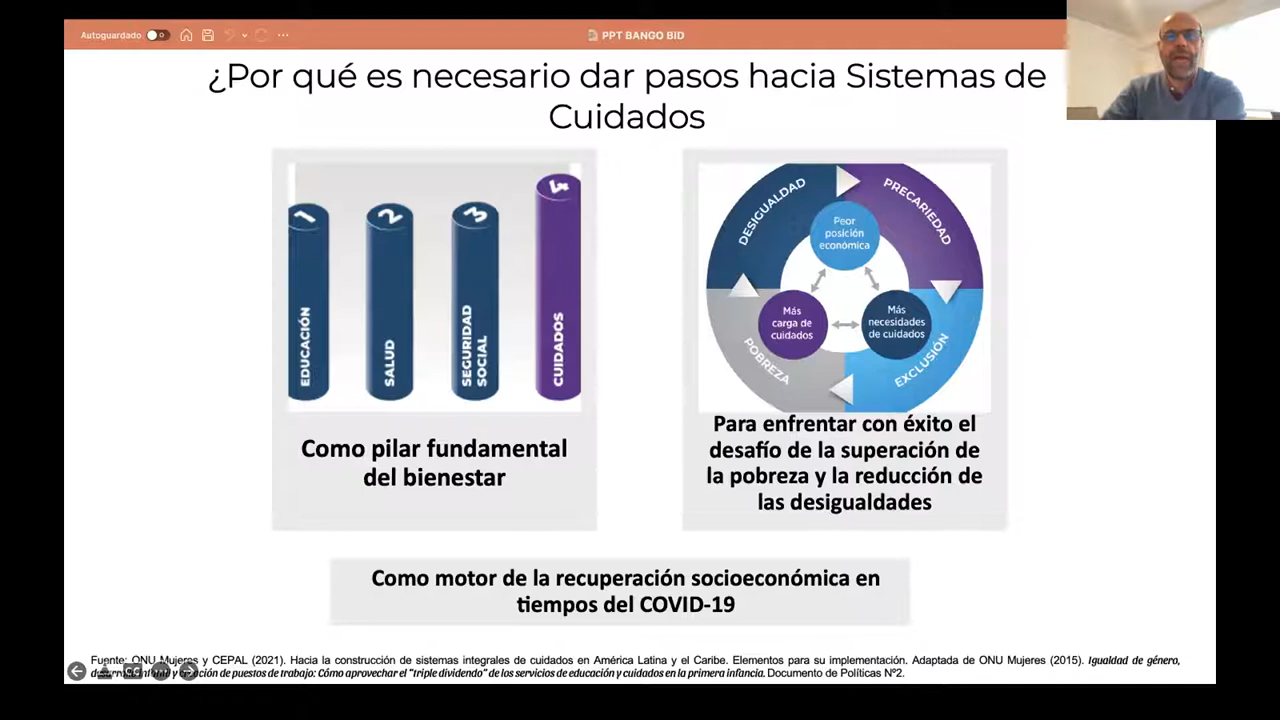 Autoguardado
PPT BANGO BID
¿Por qué es necesario dar pasos hacia Sistemas de
Cuidados
1
2
3
4
EDUCACIÓN
SALUD
SEGURIDAD
SOCIAL
CUIDADOS
Como pilar fundamental
del bienestar
DESIGUALDAD
PRECARIEDAD
EXCLUSIÓN
POBREZA
Peor
posición
económica
Más
carga de
cuidados
Más
necesidades
de cuidados
Para enfrentar con éxito el
desafío de la superación de
la pobreza y la reducción de
las desigualdades
Como motor de la recuperación socioeconómica en
tiempos del COVID-19
Fuente: ONU Mujeres y CEPAL (2021). Hacia la construcción de sistemas integrales de cuidados en América Latina y el Caribe. Elementos para su implementación. Adaptada de ONU Mujeres (2015). Igualdad de género,
y creación de puestos de trabajo: Cómo aprovechar el "triple dividendo" de los servicios de educación y cuidados en la primera infancia. Documento de Políticas Nº2.